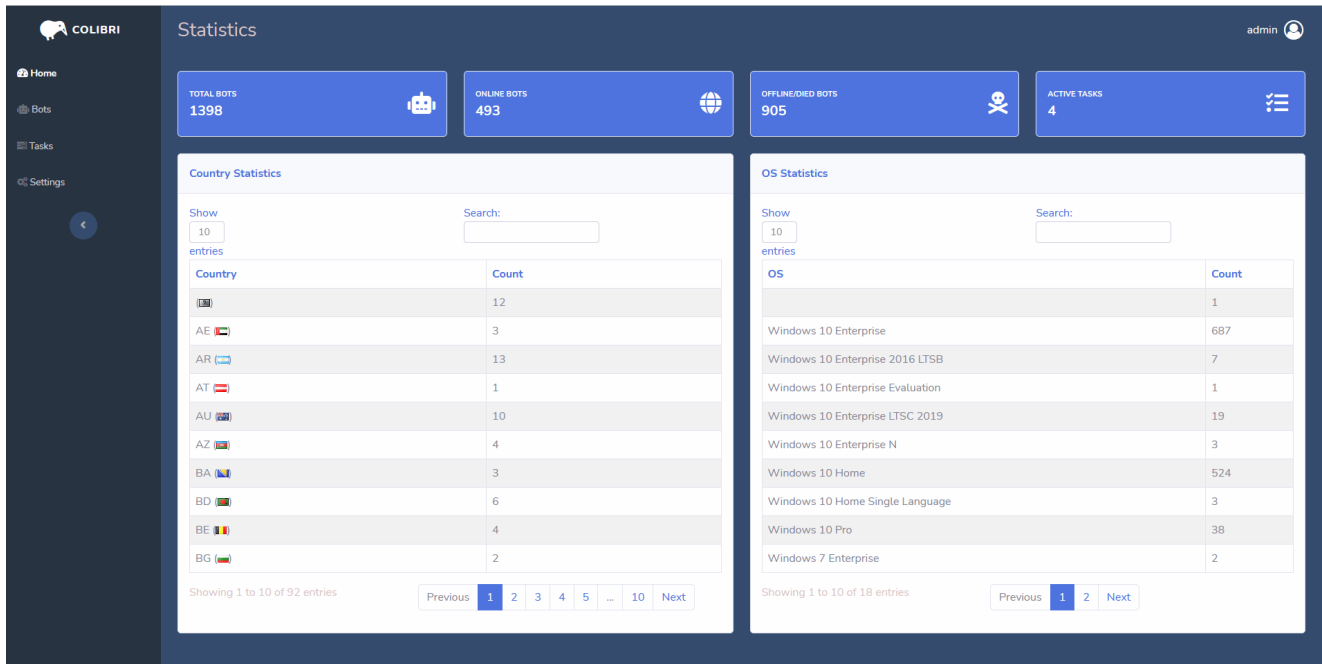 COLIBRI
Statistics
admin
Home
Bots
Tasks
Settings
TOTAL BOTS
1398
ONLINE BOTS
493
OFFLINE/DIED BOTS
905
ACTIVE TASKS
4
Country Statistics
Show
10
entries
Search:
Country Count
() 12
AE () 3
AR () 13
AT () 1
AU () 10
AZ () 4
BA () 3
BD () 6
BE () 4
BG () 2
Showing 1 to 10 of 92 entries
Previous 1 2 3 4 5 ... 10 Next
OS Statistics
Show
10
entries
Search:
OS Count
1
Windows 10 Enterprise 687
Windows 10 Enterprise 2016 LTSB 7
Windows 10 Enterprise Evaluation 1
Windows 10 Enterprise LTSC 2019 19
Windows 10 Enterprise N 3
Windows 10 Home 524
Windows 10 Home Single Language 3
Windows 10 Pro 38
Windows 7 Enterprise 2
Showing 1 to 10 of 18 entries
Previous 1 2 Next